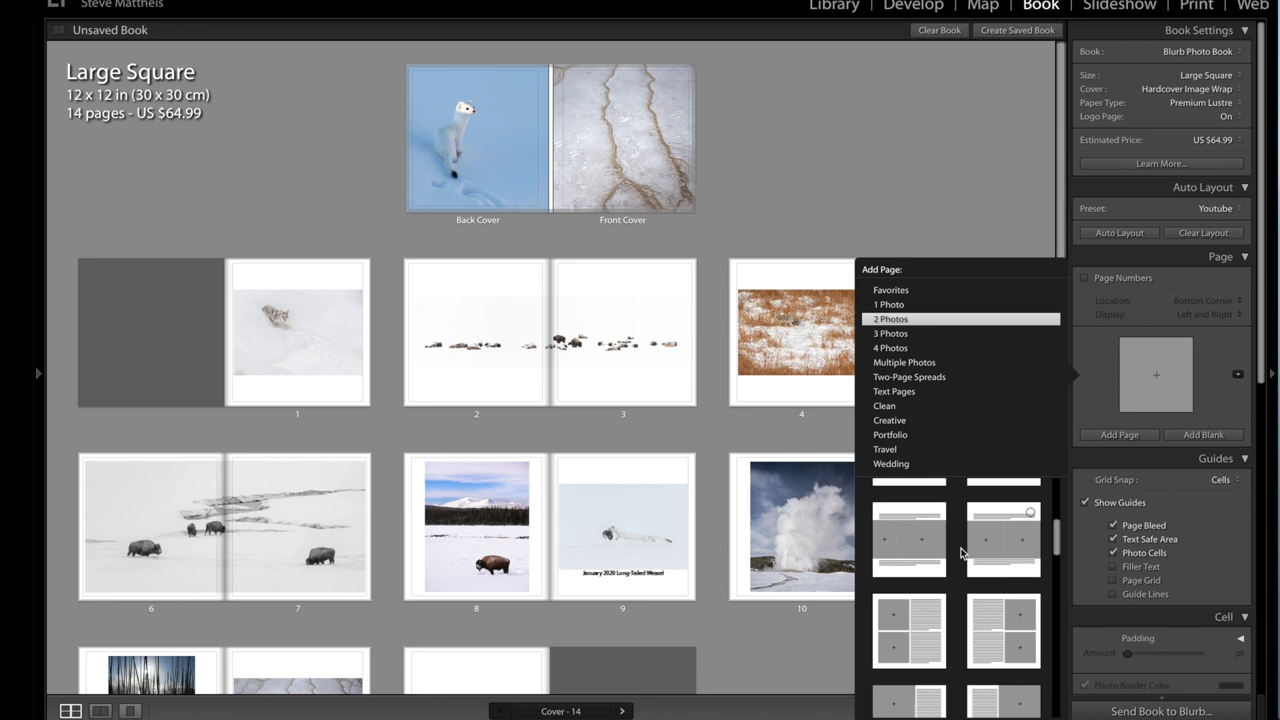 Steve Mattheis
Library | Develop | Map | Book | Slideshow | Print | Web
Unsaved Book
Clear Book
Create Saved Book
Large Square
12 x 12 in (30 x 30 cm)
14 pages - US $64.99
Back Cover
Front Cover
1
2
3
4
6
7
8
January 2020 Long-Tailed Weasel
9
10
Add Page:
Favorites
1 Photo
2 Photos
3 Photos
4 Photos
Multiple Photos
Two-Page Spreads
Text Pages
Clean
Creative
Portfolio
Travel
Wedding
Book Settings
Book : Blurb Photo Book
Size : Large Square
Cover : Hardcover Image Wrap
Paper Type: Premium Lustre
Logo Page: On
Estimated Price: US $64.99
Learn More...
Auto Layout
Preset: Youtube
Auto Layout
Clear Layout
Page
Page Numbers
Location: Bottom Corner
Display: Left and Right
Add Page
Add Blank
Guides
Grid Snap : Cells
Show Guides
Page Bleed
Text Safe Area
Photo Cells
Filler Text
Page Grid
Guide Lines
Cell
Padding
Amount pt
Photo Border Color
Cover - 14
Send Book to Blurb...